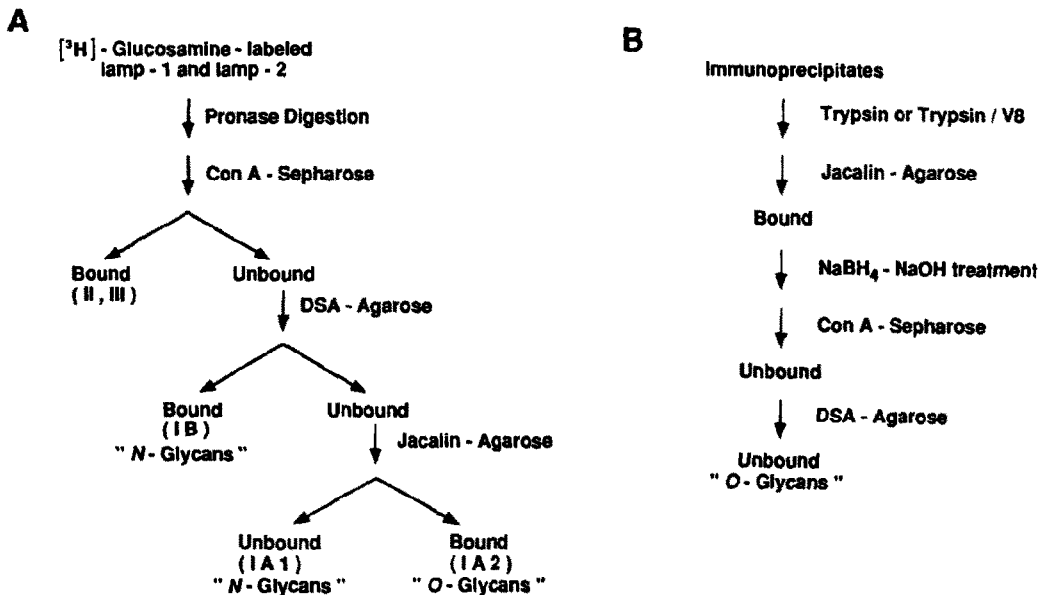 A
[³H] - Glucosamine - labeled
lamp - 1 and lamp - 2
Pronase Digestion
Con A - Sepharose
Bound
( II , III )
Unbound
DSA - Agarose
Bound
( I B )
" N - Glycans "
Unbound
Jacalin - Agarose
Unbound
( I A 1 )
" N - Glycans "
Bound
( I A 2 )
" O - Glycans "
B
Immunoprecipitates
Trypsin or Trypsin / V8
Jacalin - Agarose
Bound
NaBH₄ - NaOH treatment
Con A - Sepharose
Unbound
DSA - Agarose
Unbound
" O - Glycans "